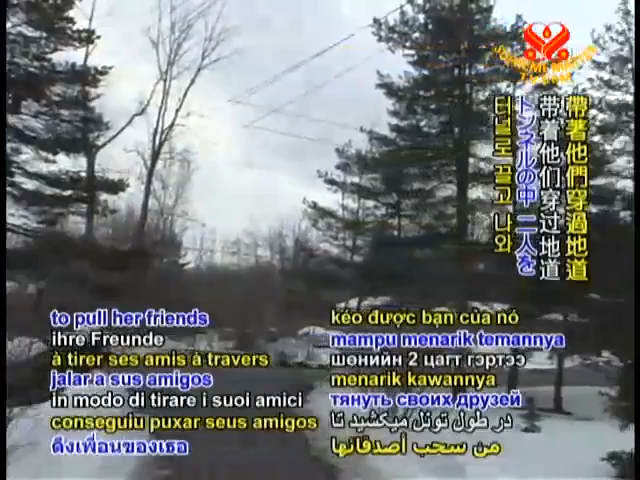 SUPREME MASTER
帶著他們穿過地道
带着他们穿过地道
トンネルの中 二人を
터널로 끌고 나와
to pull her friends
ihre Freunde
à tirer ses amis à travers
jalar a sus amigos
in modo di tirare i suoi amici
conseguiu puxar seus amigos
ดึงเพื่อนของเธอ
kéo được bạn của nó
mampu menarik temannya
шөнийн 2 цагт гэртээ
menarik kawannya
тянуть своих друзей
در طول تونل میکشید تا
من سحب أصدقائها